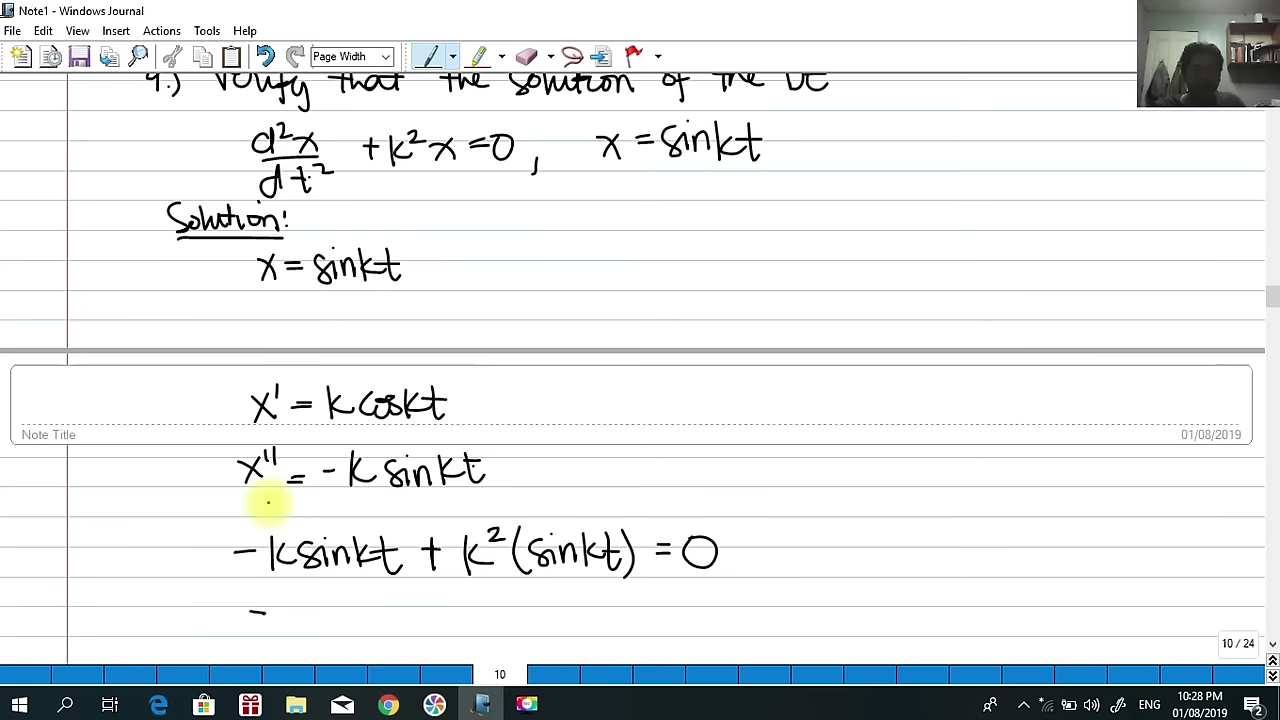 Note1 - Windows Journal
File Edit View Insert Actions Tools Help
Page Width
9.) Verify that the solution of the DE
d²x/dt² + k²x = 0, x = sinkt
Solution:
x = sinkt
x' = k coskt
Note Title 01/08/2019
x'' = - k sinkt
- ksinkt + k²(sinkt) = 0
-
10 / 24
10
ENG 10:28 PM
01/08/2019 2